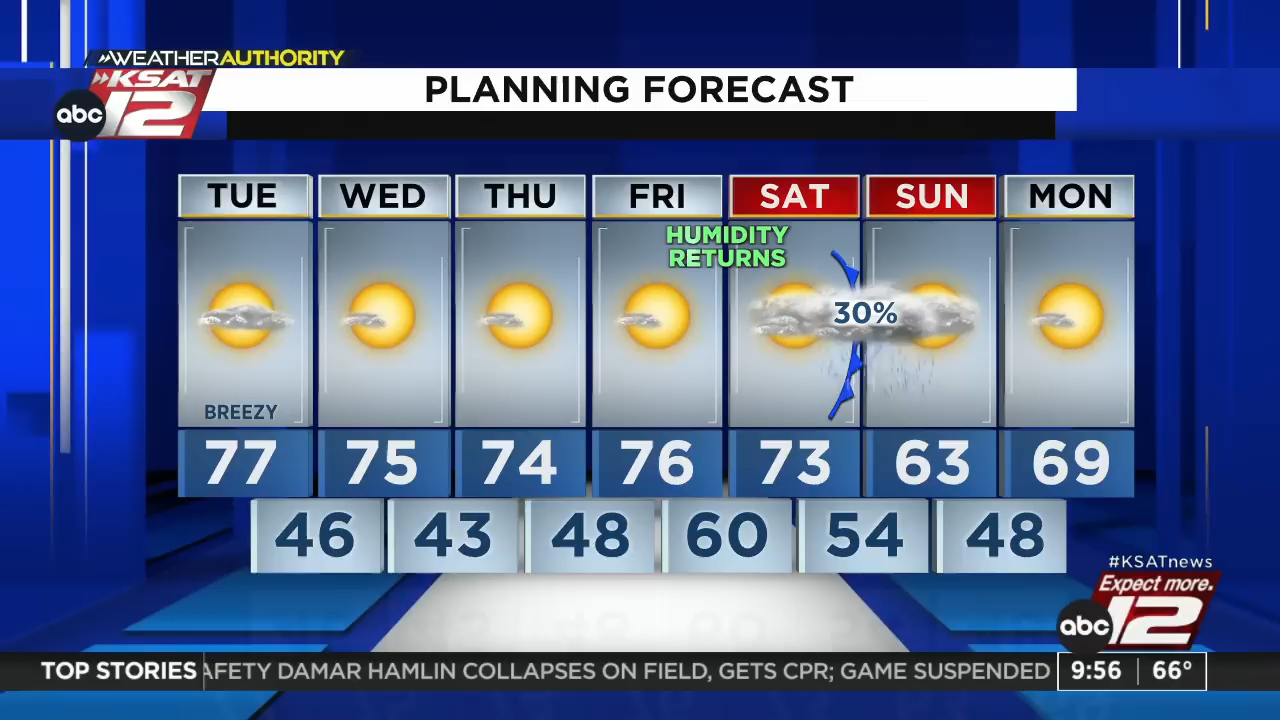 WEATHERAUTHORITY
KSAT
abc 12
PLANNING FORECAST
TUE WED THU FRI SAT SUN MON
HUMIDITY
RETURNS
30%
BREEZY
77 75 74 76 73 63 69
46 43 48 60 54 48
#KSATnews
Expect more.
abc 12
TOP STORIES AFETY DAMAR HAMLIN COLLAPSES ON FIELD, GETS CPR; GAME SUSPENDED 9:56 66°